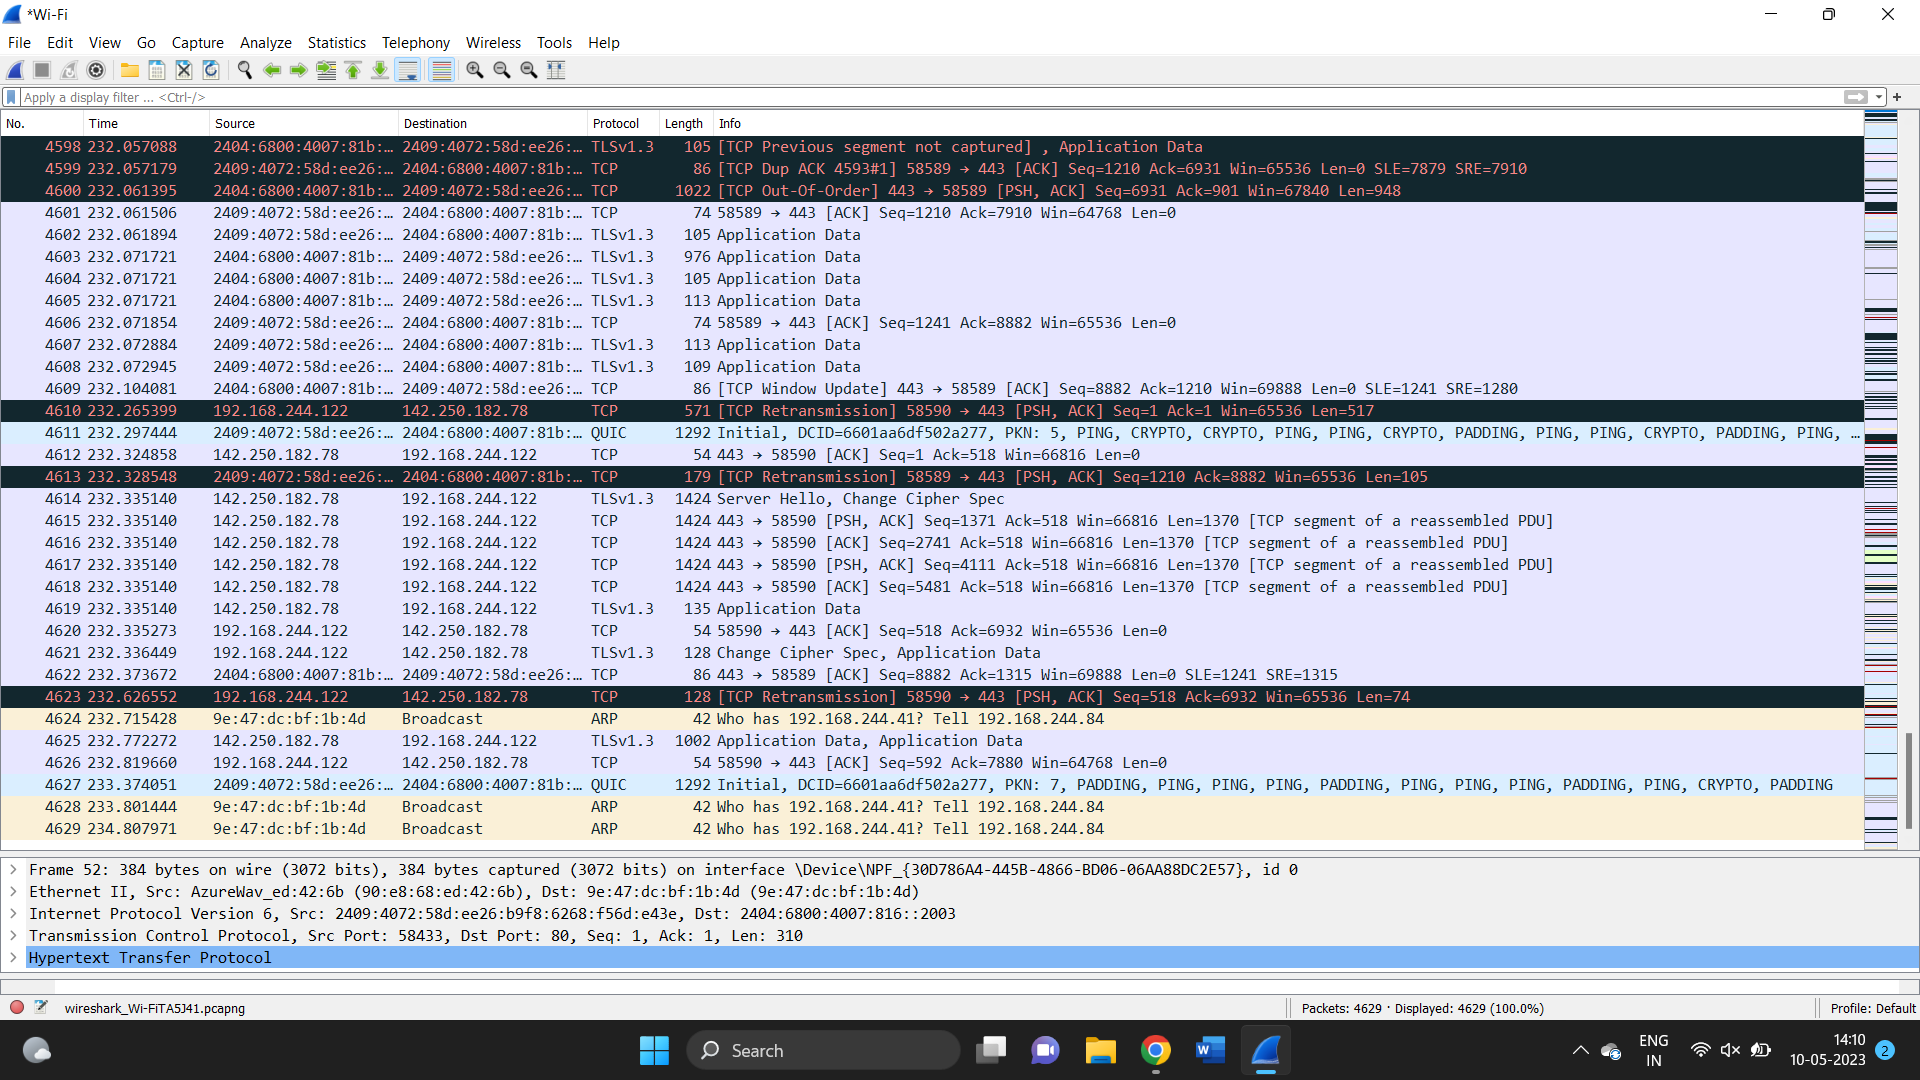 *Wi-Fi
File Edit View Go Capture Analyze Statistics Telephony Wireless Tools Help
Apply a display filter ... <Ctrl-/>
No. Time Source Destination Protocol Length Info
4598 232.057088 2404:6800:4007:81b:… 2409:4072:58d:ee26:… TLSv1.3 105 [TCP Previous segment not captured] , Application Data
4599 232.057179 2409:4072:58d:ee26:… 2404:6800:4007:81b:… TCP 86 [TCP Dup ACK 4593#1] 58589 → 443 [ACK] Seq=1210 Ack=6931 Win=65536 Len=0 SLE=7879 SRE=7910
4600 232.061395 2404:6800:4007:81b:… 2409:4072:58d:ee26:… TCP 1022 [TCP Out-Of-Order] 443 → 58589 [PSH, ACK] Seq=6931 Ack=901 Win=67840 Len=948
4601 232.061506 2409:4072:58d:ee26:… 2404:6800:4007:81b:… TCP 74 58589 → 443 [ACK] Seq=1210 Ack=7910 Win=64768 Len=0
4602 232.061894 2409:4072:58d:ee26:… 2404:6800:4007:81b:… TLSv1.3 105 Application Data
4603 232.071721 2404:6800:4007:81b:… 2409:4072:58d:ee26:… TLSv1.3 976 Application Data
4604 232.071721 2404:6800:4007:81b:… 2409:4072:58d:ee26:… TLSv1.3 105 Application Data
4605 232.071721 2404:6800:4007:81b:… 2409:4072:58d:ee26:… TLSv1.3 113 Application Data
4606 232.071854 2409:4072:58d:ee26:… 2404:6800:4007:81b:… TCP 74 58589 → 443 [ACK] Seq=1241 Ack=8882 Win=65536 Len=0
4607 232.072884 2409:4072:58d:ee26:… 2404:6800:4007:81b:… TLSv1.3 113 Application Data
4608 232.072945 2409:4072:58d:ee26:… 2404:6800:4007:81b:… TLSv1.3 109 Application Data
4609 232.104081 2404:6800:4007:81b:… 2409:4072:58d:ee26:… TCP 86 [TCP Window Update] 443 → 58589 [ACK] Seq=8882 Ack=1210 Win=69888 Len=0 SLE=1241 SRE=1280
4610 232.265399 192.168.244.122 142.250.182.78 TCP 571 [TCP Retransmission] 58590 → 443 [PSH, ACK] Seq=1 Ack=1 Win=65536 Len=517
4611 232.297444 2409:4072:58d:ee26:… 2404:6800:4007:81b:… QUIC 1292 Initial, DCID=6601aa6df502a277, PKN: 5, PING, CRYPTO, CRYPTO, PING, PING, CRYPTO, PADDING, PING, PING, CRYPTO, PADDING, PING, …
4612 232.324858 142.250.182.78 192.168.244.122 TCP 54 443 → 58590 [ACK] Seq=1 Ack=518 Win=66816 Len=0
4613 232.328548 2409:4072:58d:ee26:… 2404:6800:4007:81b:… TCP 179 [TCP Retransmission] 58589 → 443 [PSH, ACK] Seq=1210 Ack=8882 Win=65536 Len=105
4614 232.335140 142.250.182.78 192.168.244.122 TLSv1.3 1424 Server Hello, Change Cipher Spec
4615 232.335140 142.250.182.78 192.168.244.122 TCP 1424 443 → 58590 [PSH, ACK] Seq=1371 Ack=518 Win=66816 Len=1370 [TCP segment of a reassembled PDU]
4616 232.335140 142.250.182.78 192.168.244.122 TCP 1424 443 → 58590 [ACK] Seq=2741 Ack=518 Win=66816 Len=1370 [TCP segment of a reassembled PDU]
4617 232.335140 142.250.182.78 192.168.244.122 TCP 1424 443 → 58590 [PSH, ACK] Seq=4111 Ack=518 Win=66816 Len=1370 [TCP segment of a reassembled PDU]
4618 232.335140 142.250.182.78 192.168.244.122 TCP 1424 443 → 58590 [ACK] Seq=5481 Ack=518 Win=66816 Len=1370 [TCP segment of a reassembled PDU]
4619 232.335140 142.250.182.78 192.168.244.122 TLSv1.3 135 Application Data
4620 232.335273 192.168.244.122 142.250.182.78 TCP 54 58590 → 443 [ACK] Seq=518 Ack=6932 Win=65536 Len=0
4621 232.336449 192.168.244.122 142.250.182.78 TLSv1.3 128 Change Cipher Spec, Application Data
4622 232.373672 2404:6800:4007:81b:… 2409:4072:58d:ee26:… TCP 86 443 → 58589 [ACK] Seq=8882 Ack=1315 Win=69888 Len=0 SLE=1241 SRE=1315
4623 232.626552 192.168.244.122 142.250.182.78 TCP 128 [TCP Retransmission] 58590 → 443 [PSH, ACK] Seq=518 Ack=6932 Win=65536 Len=74
4624 232.715428 9e:47:dc:bf:1b:4d Broadcast ARP 42 Who has 192.168.244.41? Tell 192.168.244.84
4625 232.772272 142.250.182.78 192.168.244.122 TLSv1.3 1002 Application Data, Application Data
4626 232.819660 192.168.244.122 142.250.182.78 TCP 54 58590 → 443 [ACK] Seq=592 Ack=7880 Win=64768 Len=0
4627 233.374051 2409:4072:58d:ee26:… 2404:6800:4007:81b:… QUIC 1292 Initial, DCID=6601aa6df502a277, PKN: 7, PADDING, PING, PING, PING, PADDING, PING, PING, PING, PADDING, PING, CRYPTO, PADDING
4628 233.801444 9e:47:dc:bf:1b:4d Broadcast ARP 42 Who has 192.168.244.41? Tell 192.168.244.84
4629 234.807971 9e:47:dc:bf:1b:4d Broadcast ARP 42 Who has 192.168.244.41? Tell 192.168.244.84
Frame 52: 384 bytes on wire (3072 bits), 384 bytes captured (3072 bits) on interface \Device\NPF_{30D786A4-445B-4866-BD06-06AA88DC2E57}, id 0
Ethernet II, Src: AzureWav_ed:42:6b (90:e8:68:ed:42:6b), Dst: 9e:47:dc:bf:1b:4d (9e:47:dc:bf:1b:4d)
Internet Protocol Version 6, Src: 2409:4072:58d:ee26:b9f8:6268:f56d:e43e, Dst: 2404:6800:4007:816::2003
Transmission Control Protocol, Src Port: 58433, Dst Port: 80, Seq: 1, Ack: 1, Len: 310
Hypertext Transfer Protocol
wireshark_Wi-FiTA5J41.pcapng Packets: 4629 · Displayed: 4629 (100.0%) Profile: Default
Search
ENG
IN
14:10
10-05-2023
2